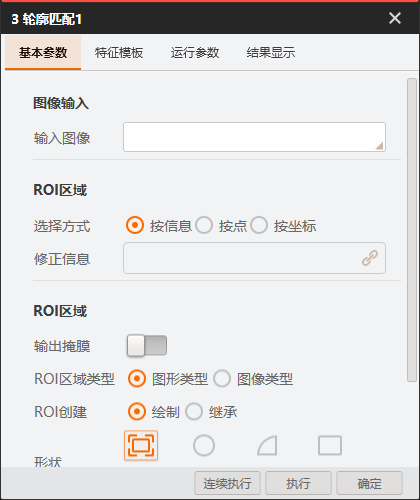 3 轮廓匹配1
基本参数 特征模板 运行参数 结果显示
图像输入
输入图像
ROI区域
选择方式 按信息 按点 按坐标
修正信息
ROI区域
输出掩膜
ROI区域类型 图形类型 图像类型
ROI创建 绘制 继承
形状
连续执行 执行 确定